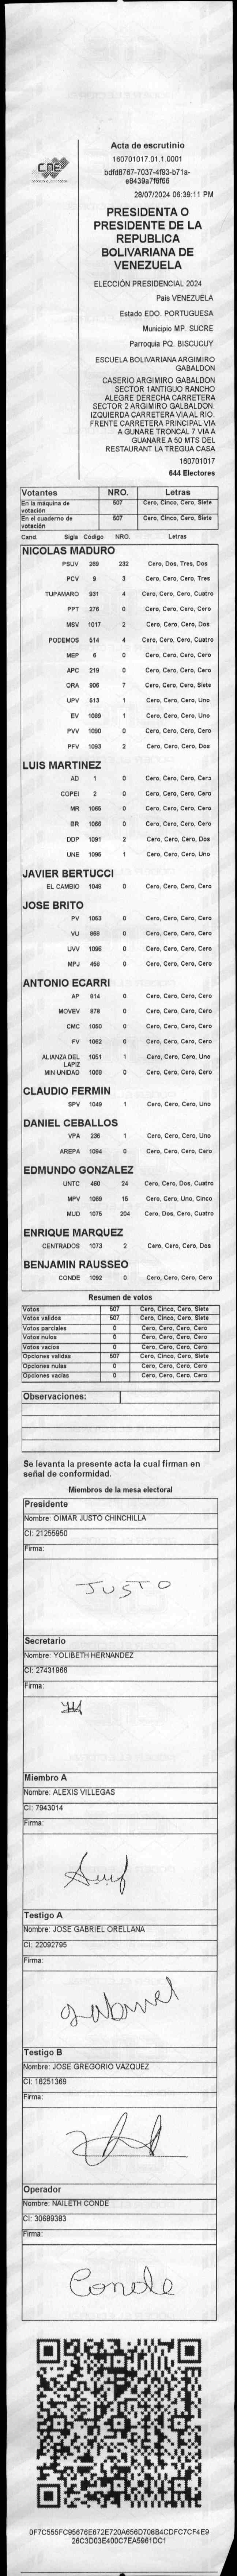 CNE
Acta de escrutinio
160701017.01.1.0001
bdfd8767-7037-4f93-b71a-
e8439a7f6f66
28/07/2024 06:39:11 PM
PRESIDENTA O
PRESIDENTE DE LA
REPUBLICA
BOLIVARIANA DE
VENEZUELA
ELECCIÓN PRESIDENCIAL 2024
Pais VENEZUELA
Estado EDO. PORTUGUESA
Municipio MP. SUCRE
Parroquia PQ. BISCUCUY
ESCUELA BOLIVARIANA ARGIMIRO
GABALDON
CASERIO ARGIMIRO GABALDON
SECTOR 1ANTIGUO RANCHO
ALEGRE DERECHA CARRETERA
SECTOR 2 ARGIMIRO GALBALDON.
IZQUIERDA CARRETERA VIA AL RIO.
FRENTE CARRETERA PRINCIPAL VIA
A GUNARE TRONCAL 7 VIA A
GUANARE A 50 MTS DEL
RESTAURANT LA TREGUA CASA
160701017
644 Electores
Votantes NRO. Letras
En la máquina de votación 507 Cero, Cinco, Cero, Siete
En el cuaderno de votación 507 Cero, Cinco, Cero, Siete
Cand. Sigla Código NRO. Letras
NICOLAS MADURO
PSUV 269 232 Cero, Dos, Tres, Dos
PCV 9 3 Cero, Cero, Cero, Tres
TUPAMARO 931 4 Cero, Cero, Cero, Cuatro
PPT 276 0 Cero, Cero, Cero, Cero
MSV 1017 2 Cero, Cero, Cero, Dos
PODEMOS 514 4 Cero, Cero, Cero, Cuatro
MEP 6 0 Cero, Cero, Cero, Cero
APC 219 0 Cero, Cero, Cero, Cero
ORA 906 7 Cero, Cero, Cero, Siete
UPV 513 1 Cero, Cero, Cero, Uno
EV 1089 1 Cero, Cero, Cero, Uno
PVV 1090 0 Cero, Cero, Cero, Cero
PFV 1093 2 Cero, Cero, Cero, Dos
LUIS MARTINEZ
AD 1 0 Cero, Cero, Cero, Cero
COPEI 2 0 Cero, Cero, Cero, Cero
MR 1065 0 Cero, Cero, Cero, Cero
BR 1066 0 Cero, Cero, Cero, Cero
DDP 1091 2 Cero, Cero, Cero, Dos
UNE 1095 1 Cero, Cero, Cero, Uno
JAVIER BERTUCCI
EL CAMBIO 1049 0 Cero, Cero, Cero, Cero
JOSE BRITO
PV 1053 0 Cero, Cero, Cero, Cero
VU 868 0 Cero, Cero, Cero, Cero
UVV 1096 0 Cero, Cero, Cero, Cero
MPJ 458 0 Cero, Cero, Cero, Cero
ANTONIO ECARRI
AP 814 0 Cero, Cero, Cero, Cero
MOVEV 878 0 Cero, Cero, Cero, Cero
CMC 1050 0 Cero, Cero, Cero, Cero
FV 1062 0 Cero, Cero, Cero, Cero
ALIANZA DEL LAPIZ 1051 1 Cero, Cero, Cero, Uno
MIN UNIDAD 1068 0 Cero, Cero, Cero, Cero
CLAUDIO FERMIN
SPV 1049 1 Cero, Cero, Cero, Uno
DANIEL CEBALLOS
VPA 236 1 Cero, Cero, Cero, Uno
AREPA 1094 0 Cero, Cero, Cero, Cero
EDMUNDO GONZALEZ
UNTC 460 24 Cero, Cero, Dos, Cuatro
MPV 1069 15 Cero, Cero, Uno, Cinco
MUD 1075 204 Cero, Dos, Cero, Cuatro
ENRIQUE MARQUEZ
CENTRADOS 1073 2 Cero, Cero, Cero, Dos
BENJAMIN RAUSSEO
CONDE 1092 0 Cero, Cero, Cero, Cero
Resumen de votos
Votos 507 Cero, Cinco, Cero, Siete
Votos validos 507 Cero, Cinco, Cero, Siete
Votos parciales 0 Cero, Cero, Cero, Cero
Votos nulos 0 Cero, Cero, Cero, Cero
Votos vacios 0 Cero, Cero, Cero, Cero
Opciones validas 507 Cero, Cinco, Cero, Siete
Opciones nulas 0 Cero, Cero, Cero, Cero
Opciones vacias 0 Cero, Cero, Cero, Cero
Observaciones:
Se levanta la presente acta la cual firman en
señal de conformidad.
Miembros de la mesa electoral
Presidente
Nombre: OIMAR JUSTO CHINCHILLA
CI: 21255950
Firma:
JUSTO
Secretario
Nombre: YOLIBETH HERNANDEZ
CI: 27431966
Firma:
Miembro A
Nombre: ALEXIS VILLEGAS
CI: 7943014
Firma:
Testigo A
Nombre: JOSE GABRIEL ORELLANA
CI: 22092795
Firma:
Gabriel
Testigo B
Nombre: JOSE GREGORIO VAZQUEZ
CI: 18251369
Firma:
Operador
Nombre: NAILETH CONDE
CI: 30689383
Firma:
Conde
0F7C555FC95676E672E720A656D708B4CDFC7CF4E9
26C3D03E400C7EA5961DC1